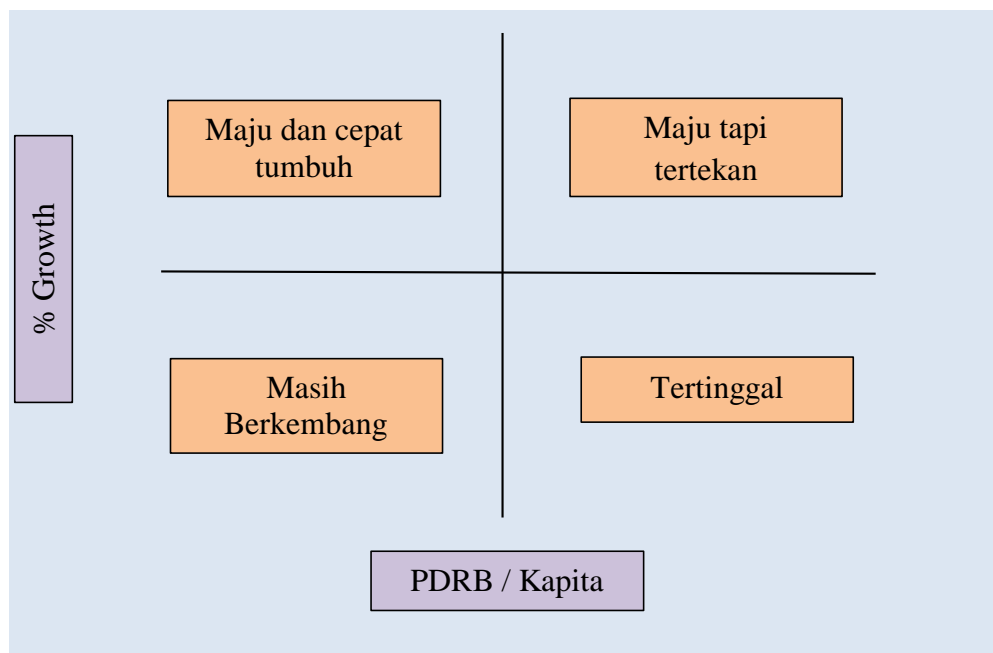 Maju dan cepat
tumbuh
Maju tapi
tertekan
% Growth
Masih
Berkembang
Tertinggal
PDRB / Kapita